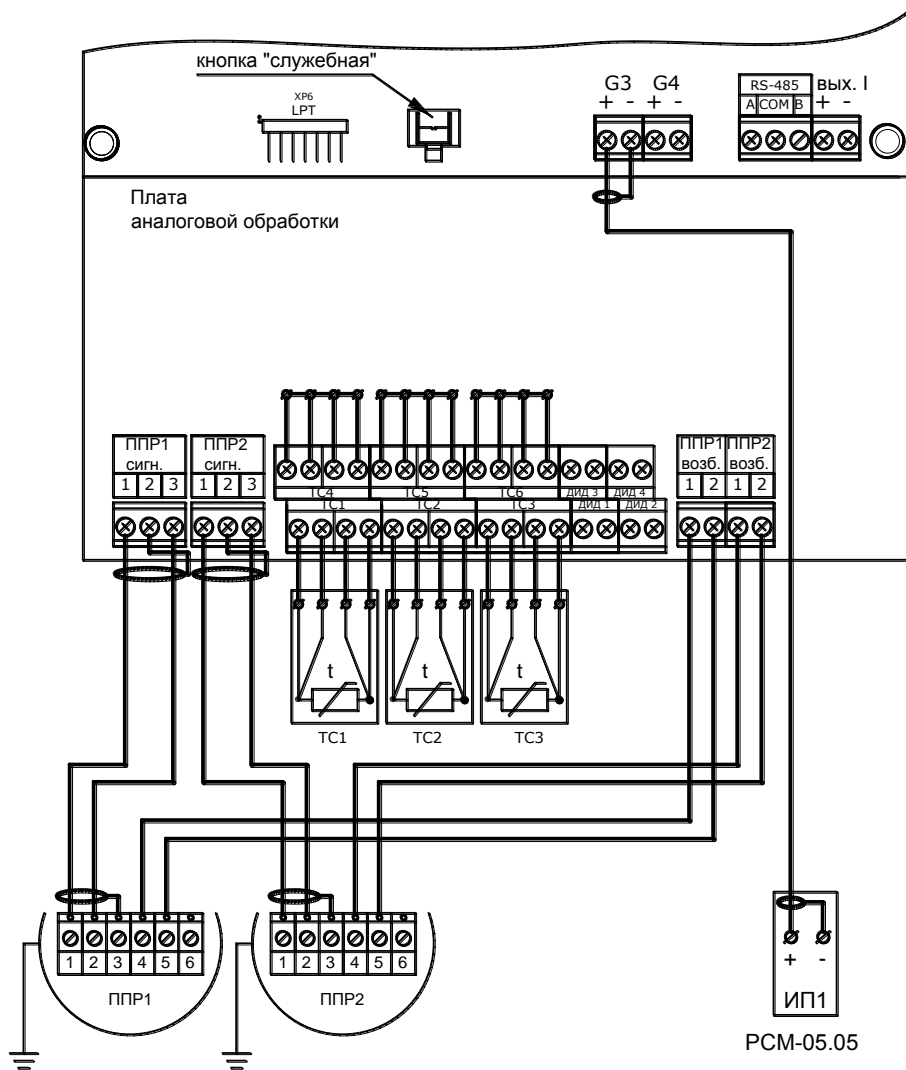 кнопка "служебная"
XP6
LPT
G3 G4
+ - + -
RS-485 вых. I
A COM B + -
Плата
аналоговой обработки
ППР1 ППР2
сигн. сигн.
1 2 3 1 2 3
ППР1 ППР2
возб. возб.
1 2 1 2
ТС4 ТС5 ТС6 ДИД 3 ДИД 4
ТС1 ТС2 ТС3 ДИД 1 ДИД 2
t t t
ТС1 ТС2 ТС3
1 2 3 4 5 6
ППР1
1 2 3 4 5 6
ППР2
+ -
ИП1
РСМ-05.05